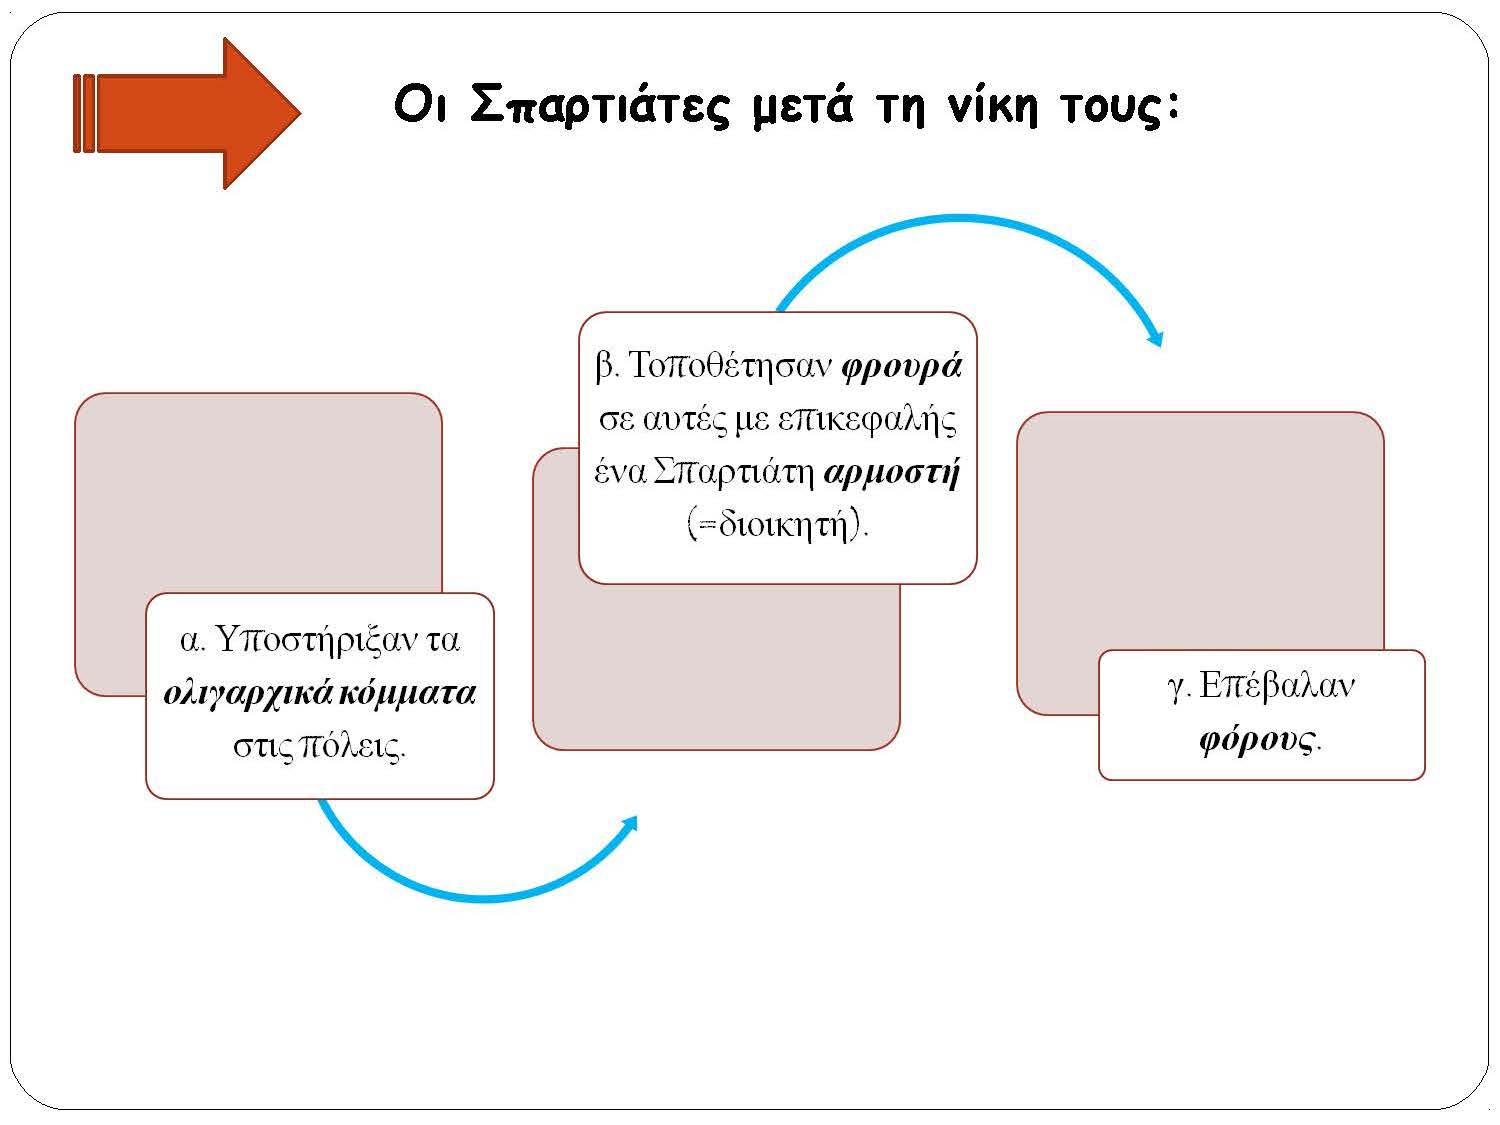 Οι Σπαρτιάτες μετά τη νίκη τους:
α. Υποστήριξαν τα
ολιγαρχικά κόμματα
στις πόλεις.
β. Τοποθέτησαν φρουρά
σε αυτές με επικεφαλής
ένα Σπαρτιάτη αρμοστή
(=διοικητή).
γ. Επέβαλαν
φόρους.